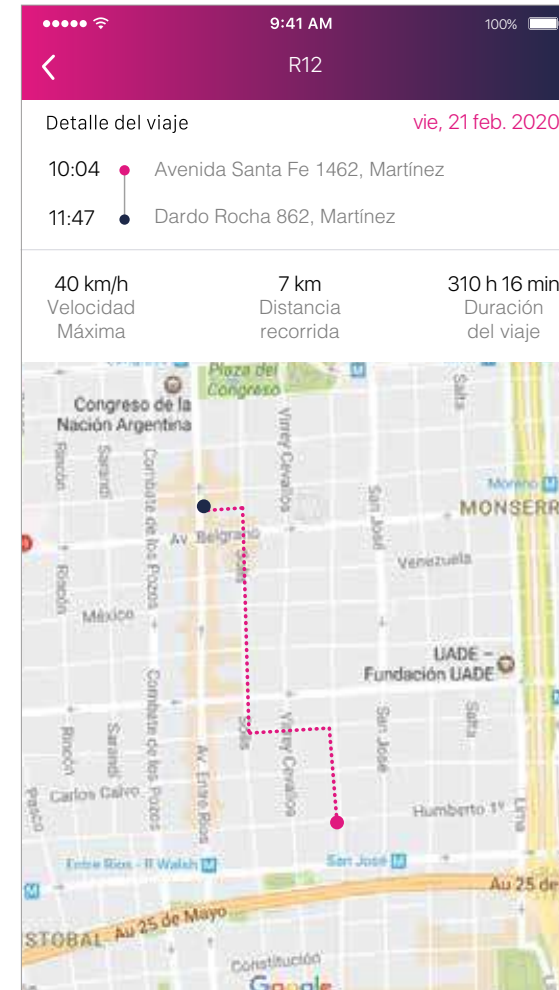 9:41 AM
100%
R12
Detalle del viaje
vie, 21 feb. 2020
10:04
Avenida Santa Fe 1462, Martínez
11:47
Dardo Rocha 862, Martínez
40 km/h
Velocidad
Máxima
7 km
Distancia
recorrida
310 h 16 min
Duración
del viaje
Plaza del
Congreso
Congreso de la
Nación Argentina
Salta
Virrey Cevallos
Rincón
Sarandí
Combate de los Pozos
San José
Moreno
MONSERR
Av Belgrano
Solís
Venezuela
Rincón
México
UADE -
Fundación UADE
Combate de los Pozos
Rincón
Sarandí
Solís
Virrey Cevallos
San José
Salta
Av. Entre Ríos
Pasco
Carlos Calvo
Humberto 1º
Lima
Entre Ríos - R.Walsh
San José
Au 25 de
Au 25 de Mayo
STOBAL
Constitución
Google